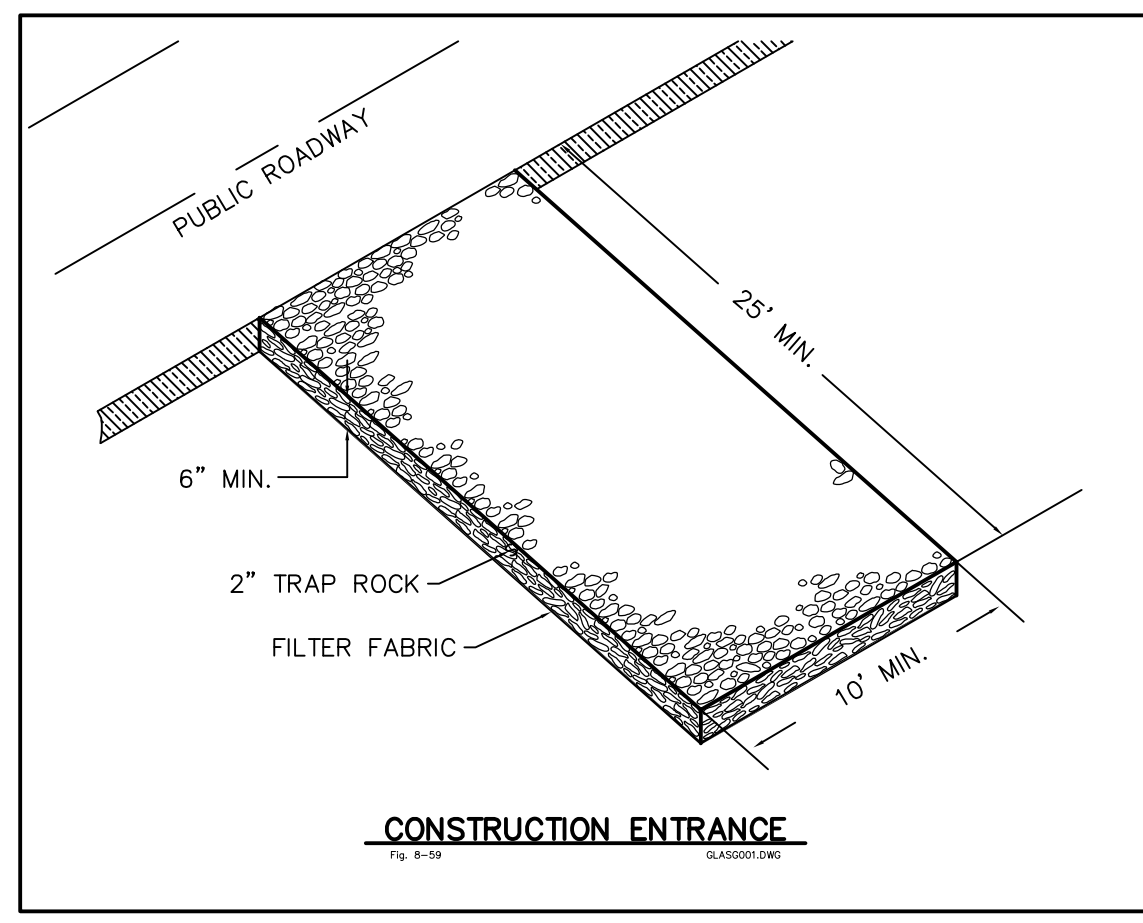 PUBLIC ROADWAY
25' MIN.
6" MIN.
2" TRAP ROCK
FILTER FABRIC
10' MIN.
CONSTRUCTION ENTRANCE
Fig. 8-59
GLASG001.DWG